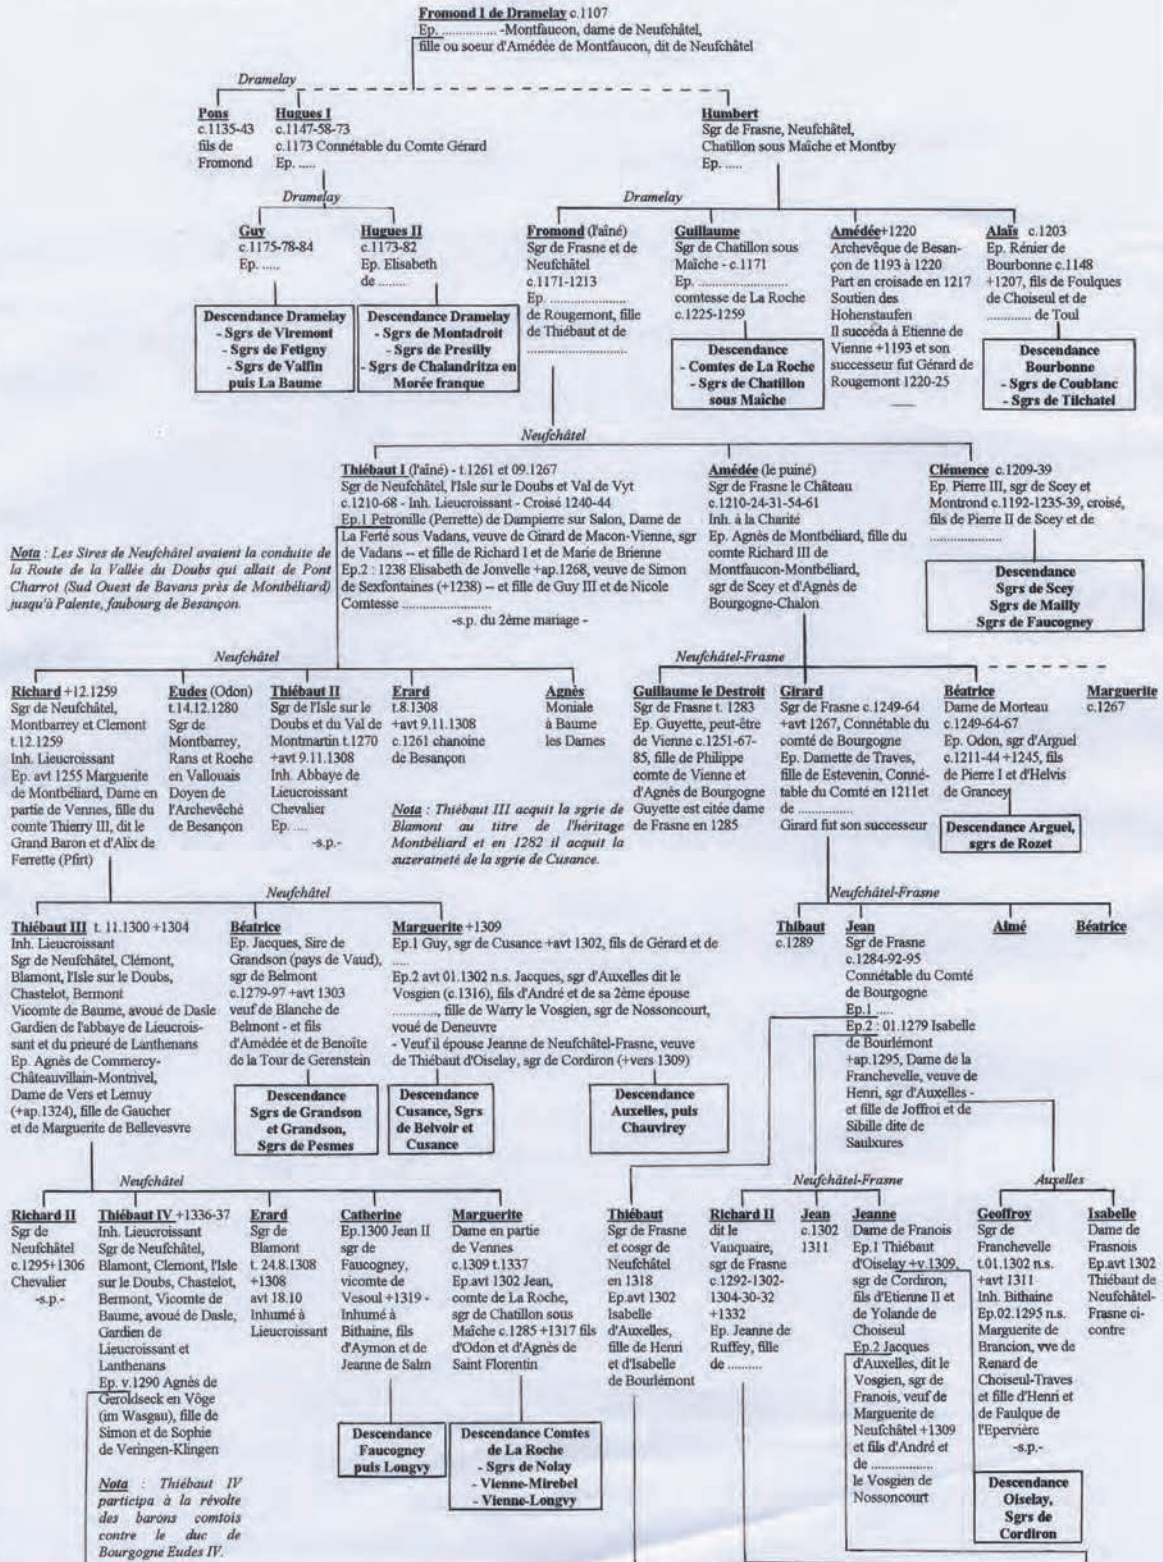 Fromond I de Dramelay c.1107
Ep. ................ -Montfaucon, dame de Neufchâtel,
fille ou soeur d'Amédée de Montfaucon, dit de Neufchâtel
Dramelay
Pons
c.1135-43
fils de
Fromond
Hugues I
c.1147-58-73
c.1173 Connétable du Comte Gérard
Ep. .....
Humbert
Sgr de Frasne, Neufchâtel,
Chatillon sous Maîche et Montby
Ep. .....
Dramelay
Guy
c.1175-78-84
Ep. .....
Descendance Dramelay
- Sgrs de Viremont
- Sgrs de Fetigny
- Sgrs de Valfin
puis La Baume
Hugues II
c.1173-82
Ep. Elisabeth
de ........
Descendance Dramelay
- Sgrs de Montadroit
- Sgrs de Presilly
- Sgrs de Chalandritza en
Morée franque
Dramelay
Fromond (l'aîné)
Sgr de Frasne et de
Neufchâtel
c.1171-1213
Ep. ......................
de Rougemont, fille
de Thiébaut et de
......................
Guillaume
Sgr de Chatillon sous
Maîche - c.1171
Ep. ......................
comtesse de La Roche
c.1225-1259
Descendance
- Comtes de La Roche
- Sgrs de Chatillon
sous Maîche
Amédée+1220
Archevêque de Besan-
çon de 1193 à 1220
Part en croisade en 1217
Soutien des
Hohenstaufen
Il succéda à Etienne de
Vienne +1193 et son
successeur fut Gérard de
Rougemont 1220-25
Alaïs c.1203
Ep. Rénier de
Bourbonne c.1148
+1207, fils de Foulques
de Choiseul et de
............. de Toul
Descendance
Bourbonne
- Sgrs de Coublanc
- Sgrs de Tilchatel
Neufchâtel
Thiébaut I (l'aîné) - t.1261 et 09.1267
Sgr de Neufchâtel, l'Isle sur le Doubs et Val de Vyt
c.1210-68 - Inh. Lieucroissant - Croisé 1240-44
Ep.1 Petronille (Perrette) de Dampierre sur Salon, Dame de
La Ferté sous Vadans, veuve de Girard de Macon-Vienne, sgr
de Vadans -- et fille de Richard I et de Marie de Brienne
Ep.2 : 1238 Elisabeth de Jonvelle +ap.1268, veuve de Simon
de Sexfontaines (+1238) -- et fille de Guy III et de Nicole
Comtesse ........................
-s.p. du 2ème mariage -
Amédée (le puiné)
Sgr de Frasne le Château
c.1210-24-31-54-61
Inh. à la Charité
Ep. Agnès de Montbéliard, fille du
comte Richard III de
Montfaucon-Montbéliard,
sgr de Scey et d'Agnès de
Bourgogne-Chalon
Clémence c.1209-39
Ep. Pierre III, sgr de Scey et
Montrond c.1192-1235-39, croisé,
fils de Pierre II de Scey et de
......................
Descendance
Sgrs de Scey
Sgrs de Mailly
Sgrs de Faucogney
Nota : Les Sires de Neufchâtel avaient la conduite de
la Route de la Vallée du Doubs qui allait de Pont
Charrot (Sud Ouest de Bavans près de Montbéliard)
jusqu'à Palente, faubourg de Besançon.
Neufchâtel
Richard +12.1259
Sgr de Neufchâtel,
Montbarrey et Clemont
t.12.1259
Inh. Lieucroissant
Ep. avt 1255 Marguerite
de Montbéliard, Dame en
partie de Vennes, fille du
comte Thierry III, dit le
Grand Baron et d'Alix de
Ferrette (Pfirt)
Eudes (Odon)
t.14.12.1280
Sgr de
Montbarrey,
Rans et Roche
en Vallouais
Doyen de
l'Archevêché
de Besançon
Thiébaut II
Sgr de l'Isle sur le
Doubs et du Val de
Montmartin t.1270
+avt 9.11.1308
Inh. Abbaye de
Lieucroissant
Chevalier
Ep. ....
-s.p.-
Erard
t.8.1308
+avt 9.11.1308
c.1261 chanoine
de Besançon
Agnès
Moniale
à Baume
les Dames
Nota : Thiébaut III acquit la sgrie de
Blamont au titre de l'héritage
Montbéliard et en 1282 il acquit la
suzeraineté de la sgrie de Cusance.
Neufchâtel-Frasne
Guillaume le Destroit
Sgr de Frasne t. 1283
Ep. Guyette, peut-être
de Vienne c.1251-67-
85, fille de Philippe
comte de Vienne et
d'Agnès de Bourgogne
Guyette est citée dame
de Frasne en 1285
Girard
Sgr de Frasne c.1249-64
+avt 1267, Connétable du
comté de Bourgogne
Ep. Damette de Traves,
fille de Estevenin, Conné-
table du Comté en 1211et
de ................
Girard fut son successeur
Béatrice
Dame de Morteau
c.1249-64-67
Ep. Odon, sgr d'Arguel
c.1211-44 +1245, fils
de Pierre I et d'Helvis
de Grancey
Descendance Arguel,
sgrs de Rozet
Marguerite
c.1267
Neufchâtel
Thiébaut III t. 11.1300 +1304
Inh. Lieucroissant
Sgr de Neufchâtel, Clémont,
Blamont, l'Isle sur le Doubs,
Chastelot, Bermont
Vicomte de Baume, avoué de Dasle
Gardien de l'abbaye de Lieucrois-
sant et du prieuré de Lanthenans
Ep. Agnès de Commercy-
Châteauvillain-Montrivel,
Dame de Vers et Lemuy
(+ap.1324), fille de Gaucher
et de Marguerite de Bellevesvre
Béatrice
Ep. Jacques, Sire de
Grandson (pays de Vaud),
sgr de Belmont
c.1279-97 +avt 1303
veuf de Blanche de
Belmont - et fils
d'Amédée et de Benoîte
de la Tour de Gerenstein
Descendance
Sgrs de Grandson
et Grandson,
Sgrs de Pesmes
Marguerite +1309
Ep.1 Guy, sgr de Cusance +avt 1302, fils de Gérard et de
.....
Ep.2 avt 01.1302 n.s. Jacques, sgr d'Auxelles dit le
Vosgien (c.1316), fils d'André et de sa 2ème épouse
.............., fille de Warry le Vosgien, sgr de Nossoncourt,
voué de Deneuvre
- Veuf il épouse Jeanne de Neufchâtel-Frasne, veuve
de Thiébaut d'Oiselay, sgr de Cordiron (+vers 1309)
Descendance
Cusance, Sgrs
de Belvoir et
Cusance
Descendance
Auxelles, puis
Chauvirey
Neufchâtel-Frasne
Thibaut
c.1289
Jean
Sgr de Frasne
c.1284-92-95
Connétable du Comté
de Bourgogne
Ep.1 .....
Ep.2 : 01.1279 Isabelle
de Bourlémont
+ap.1295, Dame de la
Franchevelle, veuve de
Henri, sgr d'Auxelles -
et fille de Joffroi et de
Sibille dite de
Saulxures
Aimé
Béatrice
Neufchâtel
Richard II
Sgr de
Neufchâtel
c.1295+1306
Chevalier
-s.p.-
Thiébaut IV +1336-37
Inh. Lieucroissant
Sgr de Neufchâtel,
Blamont, Clemont, l'Isle
sur le Doubs, Chastelot,
Bermont, Vicomte de
Baume, avoué de Dasle,
Gardien de
Lieucroissant et
Lanthenans
Ep. v.1290 Agnès de
Geroldseck en Vöge
(im Wasgau), fille de
Simon et de Sophie
de Veringen-Klingen
Nota : Thiébaut IV
participa à la révolte
des barons comtois
contre le duc de
Bourgogne Eudes IV.
Erard
Sgr de
Blamont
t. 24.8.1308
+1308
avt 18.10
Inhumé à
Lieucroissant
Catherine
Ep.1300 Jean II
sgr de
Faucogney,
vicomte de
Vesoul +1319 -
Inhumé à
Bithaine, fils
d'Aymon et de
Jeanne de Salm
Descendance
Faucogney
puis Longvy
Marguerite
Dame en partie
de Vennes
c.1309 t.1337
Ep.avt 1302 Jean,
comte de La Roche,
sgr de Chatillon sous
Maîche c.1285 +1317 fils
d'Odon et d'Agnès de
Saint Florentin
Descendance Comtes
de La Roche
- Sgrs de Nolay
- Vienne-Mirebel
- Vienne-Longvy
Neufchâtel-Frasne
Thiébaut
Sgr de Frasne
et cosgr de
Neufchâtel
en 1318
Ep.avt 1302
Isabelle
d'Auxelles,
fille de Henri
et d'Isabelle
de Bourlémont
Richard II
dit le
Vauquaire,
sgr de Frasne
c.1292-1302-
1304-30-32
+1332
Ep. Jeanne de
Ruffey, fille
de .........
Jean
c.1302
1311
Jeanne
Dame de Franois
Ep.1 Thiébaut
d'Oiselay +v.1309,
sgr de Cordiron,
fils d'Etienne II et
de Yolande de
Choiseul
Ep.2 Jacques
d'Auxelles, dit le
Vosgien, sgr de
Franois, veuf de
Marguerite de
Neufchâtel +1309
et fils d'André et
de ................
le Vosgien de
Nossoncourt
Auxelles
Geoffroy
Sgr de
Franchevelle
t.01.1302 n.s.
+avt 1311
Inh. Bithaine
Ep.02.1295 n.s.
Marguerite de
Brancion, vve de
Renard de
Choiseul-Traves
et fille d'Henri et
de Faulque de
l'Epervière
-s.p.-
Descendance
Oiselay,
Sgrs de
Cordiron
Isabelle
Dame de
Frasnois
Ep.avt 1302
Thiébaut de
Neufchâtel-
Frasne ci-
contre